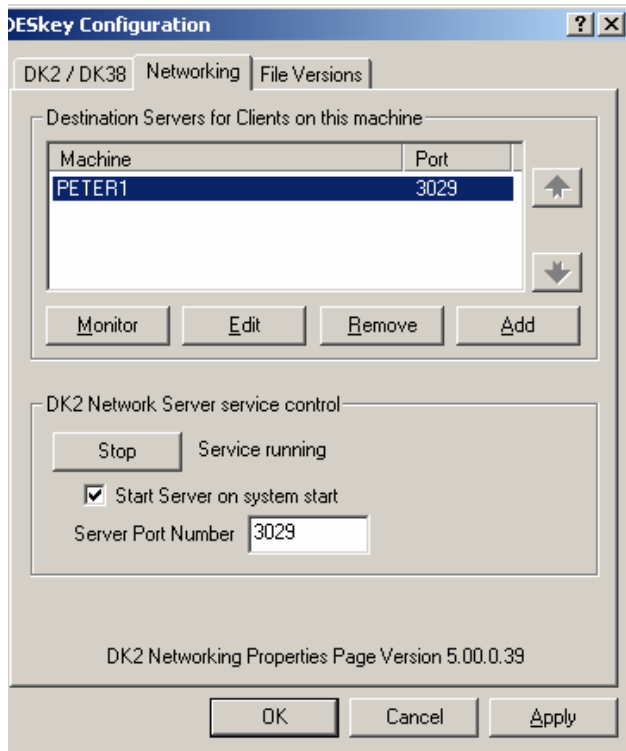 DESkey Configuration ? ×
DK2 / DK38 Networking File Versions
Destination Servers for Clients on this machine
Machine Port
PETER1 3029
Monitor Edit Remove Add
DK2 Network Server service control
Stop Service running
Start Server on system start
Server Port Number 3029
DK2 Networking Properties Page Version 5.00.0.39
OK Cancel Apply